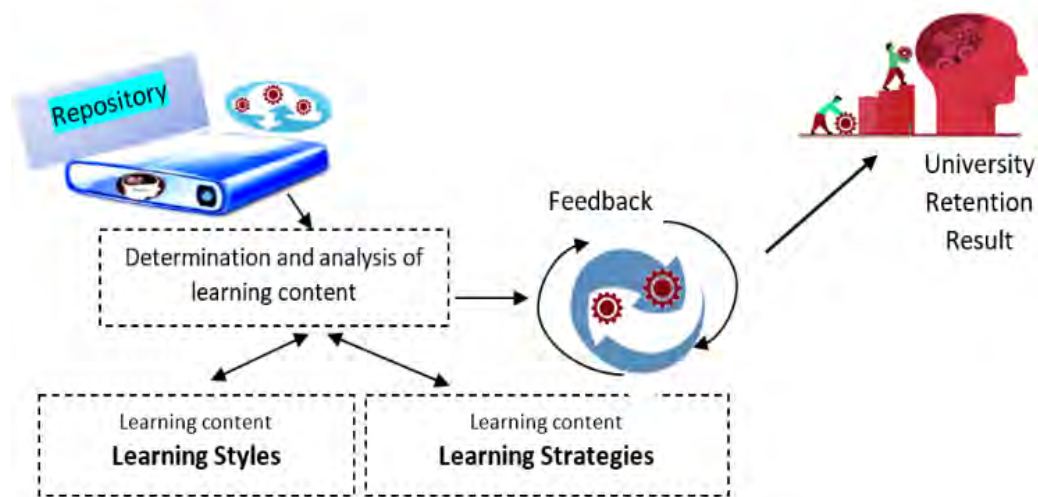 Repository
Feedback
University
Retention
Result
Determination and analysis of
learning content
Learning content
Learning Styles
Learning content
Learning Strategies